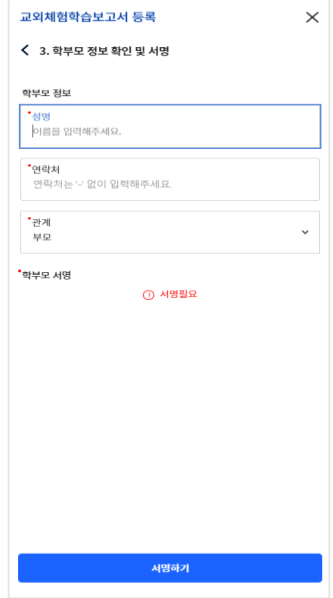 교외체험학습보고서 등록
3. 학부모 정보 확인 및 서명
학부모 정보
*성명
이름을 입력해주세요.
*연락처
연락처는 '-' 없이 입력해주세요.
*관계
부모
*학부모 서명
서명필요
서명하기